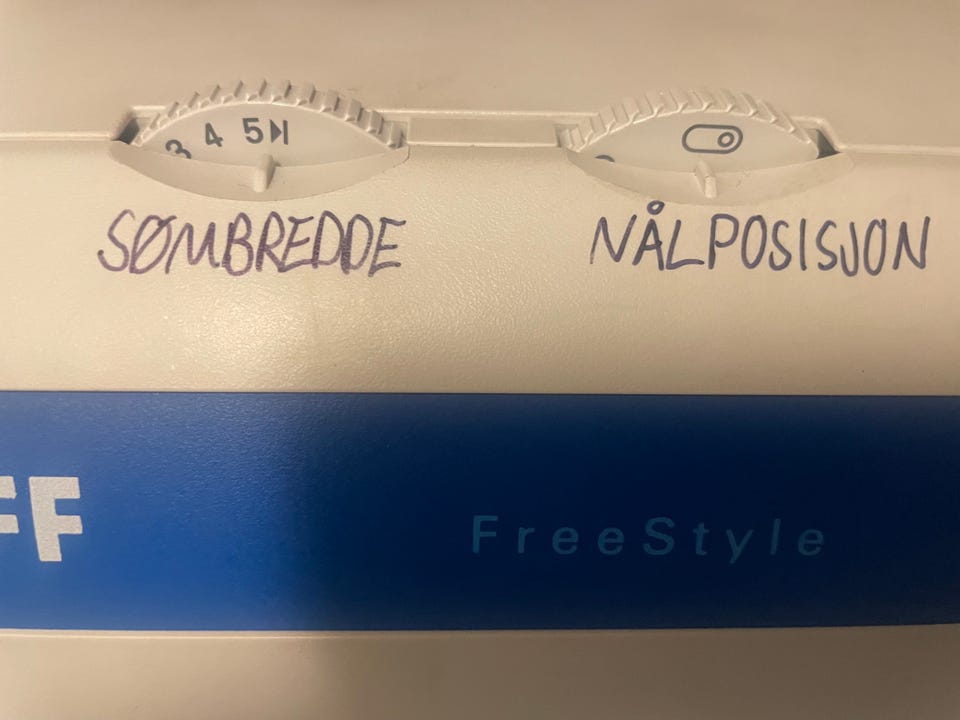 3 4 5
SØMBREDDE
NÅLPOSISJON
FF
FreeStyle